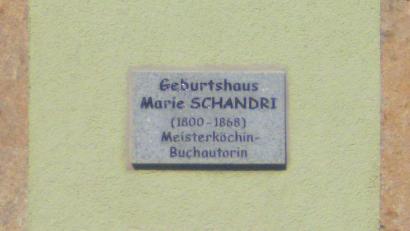 Geburtshaus
Marie SCHANDRI
(1800-1868)
Meisterköchin-
Buchautorin